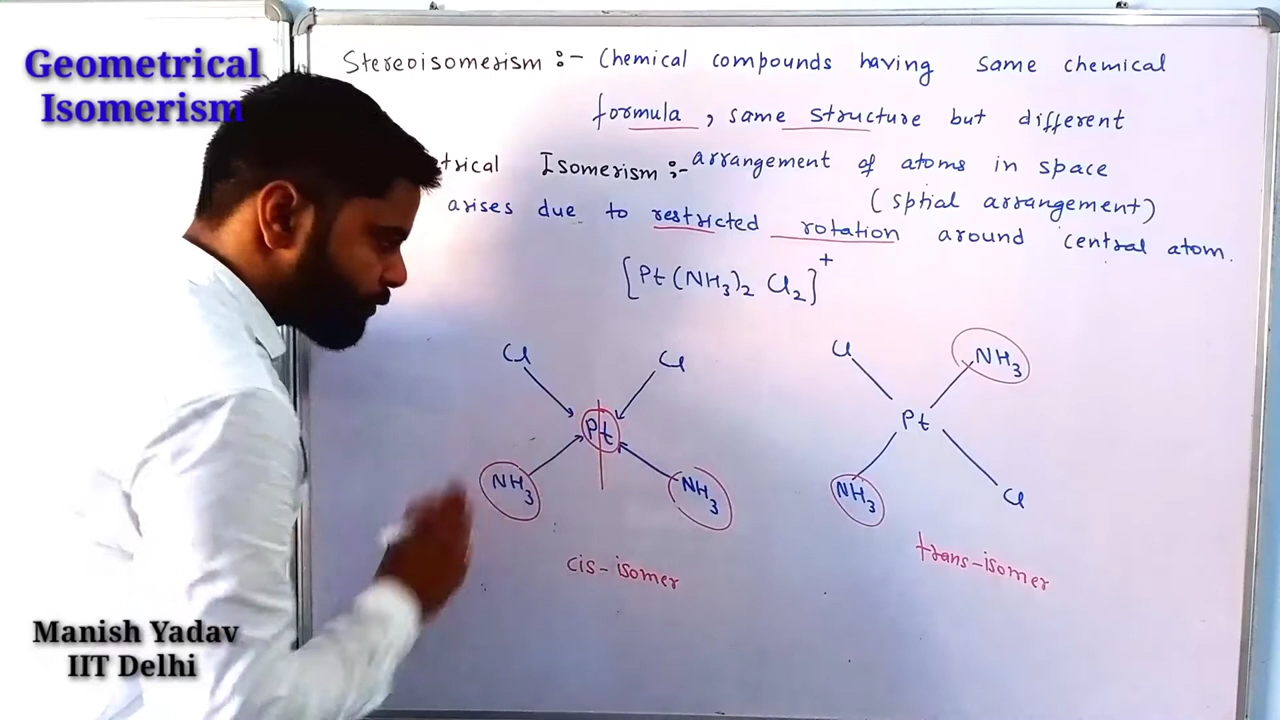 Geometrical
Isomerism
Stereoisomerism :- Chemical compounds having same chemical
formula, same structure but different
trical Isomerism :- arrangement of atoms in space
(sptial arrangement)
arises due to restricted rotation around central atom.
[Pt(NH3)2 Cl2]+
Cl Cl
Pt
NH3 NH3
cis-isomer
Cl NH3
Pt
NH3 Cl
trans-isomer
Manish Yadav
IIT Delhi